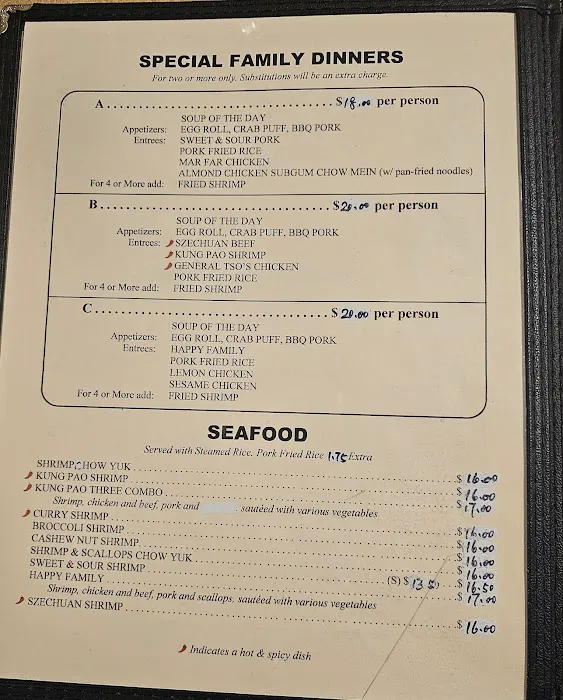 SPECIAL FAMILY DINNERS
For two or more only. Substitutions will be an extra charge.
A.................................... $18.00 per person
SOUP OF THE DAY
Appetizers: EGG ROLL, CRAB PUFF, BBQ PORK
Entrees: SWEET & SOUR PORK
PORK FRIED RICE
MAR FAR CHICKEN
ALMOND CHICKEN SUBGUM CHOW MEIN (w/ pan-fried noodles)
For 4 or More add: FRIED SHRIMP
B.................................... $20.00 per person
SOUP OF THE DAY
Appetizers: EGG ROLL, CRAB PUFF, BBQ PORK
Entrees: SZECHUAN BEEF
KUNG PAO SHRIMP
GENERAL TSO'S CHICKEN
PORK FRIED RICE
For 4 or More add: FRIED SHRIMP
C.................................... $20.00 per person
SOUP OF THE DAY
Appetizers: EGG ROLL, CRAB PUFF, BBQ PORK
Entrees: HAPPY FAMILY
PORK FRIED RICE
LEMON CHICKEN
SESAME CHICKEN
For 4 or More add: FRIED SHRIMP
SEAFOOD
Served with Steamed Rice. Pork Fried Rice 1.75 Extra
SHRIMP CHOW YUK.................................... $16.00
KUNG PAO SHRIMP.................................... $16.00
KUNG PAO THREE COMBO.................................... $17.00
Shrimp, chicken and beef, pork and sautéed with various vegetables
CURRY SHRIMP.................................... $16.00
BROCCOLI SHRIMP.................................... $16.00
CASHEW NUT SHRIMP.................................... $16.00
SHRIMP & SCALLOPS CHOW YUK.................................... $16.00
SWEET & SOUR SHRIMP.................................... (S) $13.50 ... $16.50
HAPPY FAMILY.................................... $17.00
Shrimp, chicken and beef, pork and scallops, sautéed with various vegetables
SZECHUAN SHRIMP.................................... $16.00
Indicates a hot & spicy dish